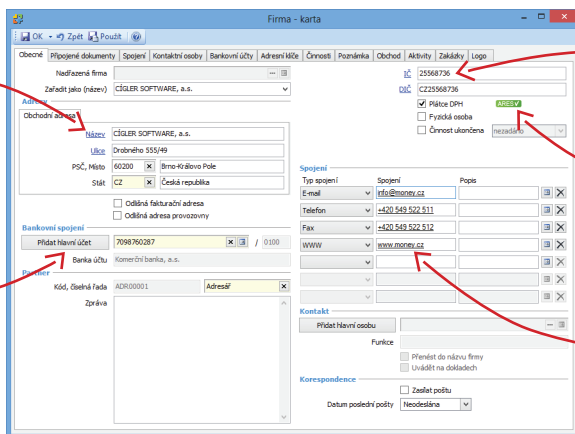 Firma - karta
OK Zpět Použít
Obecné Připojené dokumenty Spojení Kontaktní osoby Bankovní účty Adresní klíče Činnosti Poznámka Obchod Aktivity Zakázky Logo
Nadřazená firma
Zařadit jako (název) CÍGLER SOFTWARE, a.s.
Adresy
Obchodní adresa
Název CÍGLER SOFTWARE, a.s.
Ulice Drobného 555/49
PSČ, Místo 60200 Brno-Královo Pole
Stát CZ Česká republika
Odlišná fakturační adresa
Odlišná adresa provozovny
Bankovní spojení
Přidat hlavní účet 7098760287 / 0100
Banka účtu Komerční banka, a.s.
Partner
Kód, číselná řada ADR00001 Adresář
Zpráva
IČ 25568736
DIČ CZ25568736
Plátce DPH ARES
Fyzická osoba
Činnost ukončena nezadáno
Spojení
Typ spojení Spojení Popis
E-mail info@money.cz
Telefon +420 549 522 511
Fax +420 549 522 512
WWW www.money.cz
Kontakt
Přidat hlavní osobu
Funkce
Přenést do názvu firmy
Uvádět na dokladech
Korespondence
Zasílat poštu
Datum poslední pošty Neodeslána